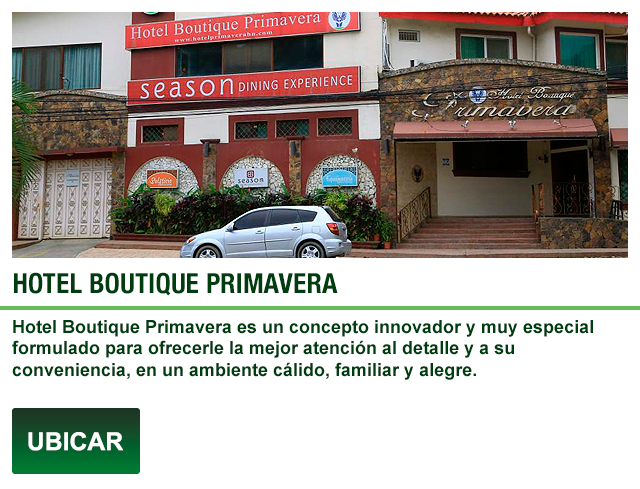 Hotel Boutique Primavera
www.hotelprimaverahn.com
season DINING EXPERIENCE
Hotel Boutique
Primavera
season
HOTEL BOUTIQUE PRIMAVERA
Hotel Boutique Primavera es un concepto innovador y muy especial
formulado para ofrecerle la mejor atención al detalle y a su
conveniencia, en un ambiente cálido, familiar y alegre.
UBICAR